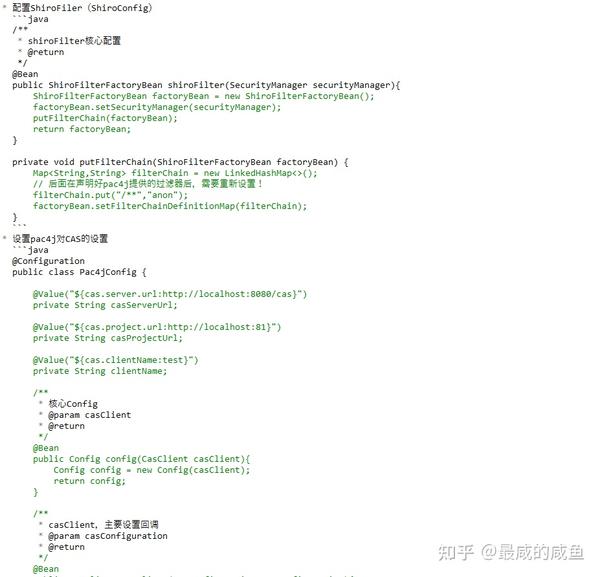 * 配置ShiroFiler（ShiroConfig）
```java
/**
* shiroFilter核心配置
* @return
*/
@Bean
public ShiroFilterFactoryBean shiroFilter(SecurityManager securityManager){
ShiroFilterFactoryBean factoryBean = new ShiroFilterFactoryBean();
factoryBean.setSecurityManager(securityManager);
putFilterChain(factoryBean);
return factoryBean;
}
private void putFilterChain(ShiroFilterFactoryBean factoryBean) {
Map<String,String> filterChain = new LinkedHashMap<>();
// 后面在声明好pac4j提供的过滤器后，需要重新设置！
filterChain.put("/**","anon");
factoryBean.setFilterChainDefinitionMap(filterChain);
}
```
* 设置pac4j对CAS的设置
```java
@Configuration
public class Pac4jConfig {
@Value("${cas.server.url:http://localhost:8080/cas}")
private String casServerUrl;
@Value("${cas.project.url:http://localhost:81}")
private String casProjectUrl;
@Value("${cas.clientName:test}")
private String clientName;
/**
* 核心Config
* @param casClient
* @return
*/
@Bean
public Config config(CasClient casClient){
Config config = new Config(casClient);
return config;
}
/**
* casClient，主要设置回调
* @param casConfiguration
* @return
*/
@Bean
知乎 @最咸的咸鱼